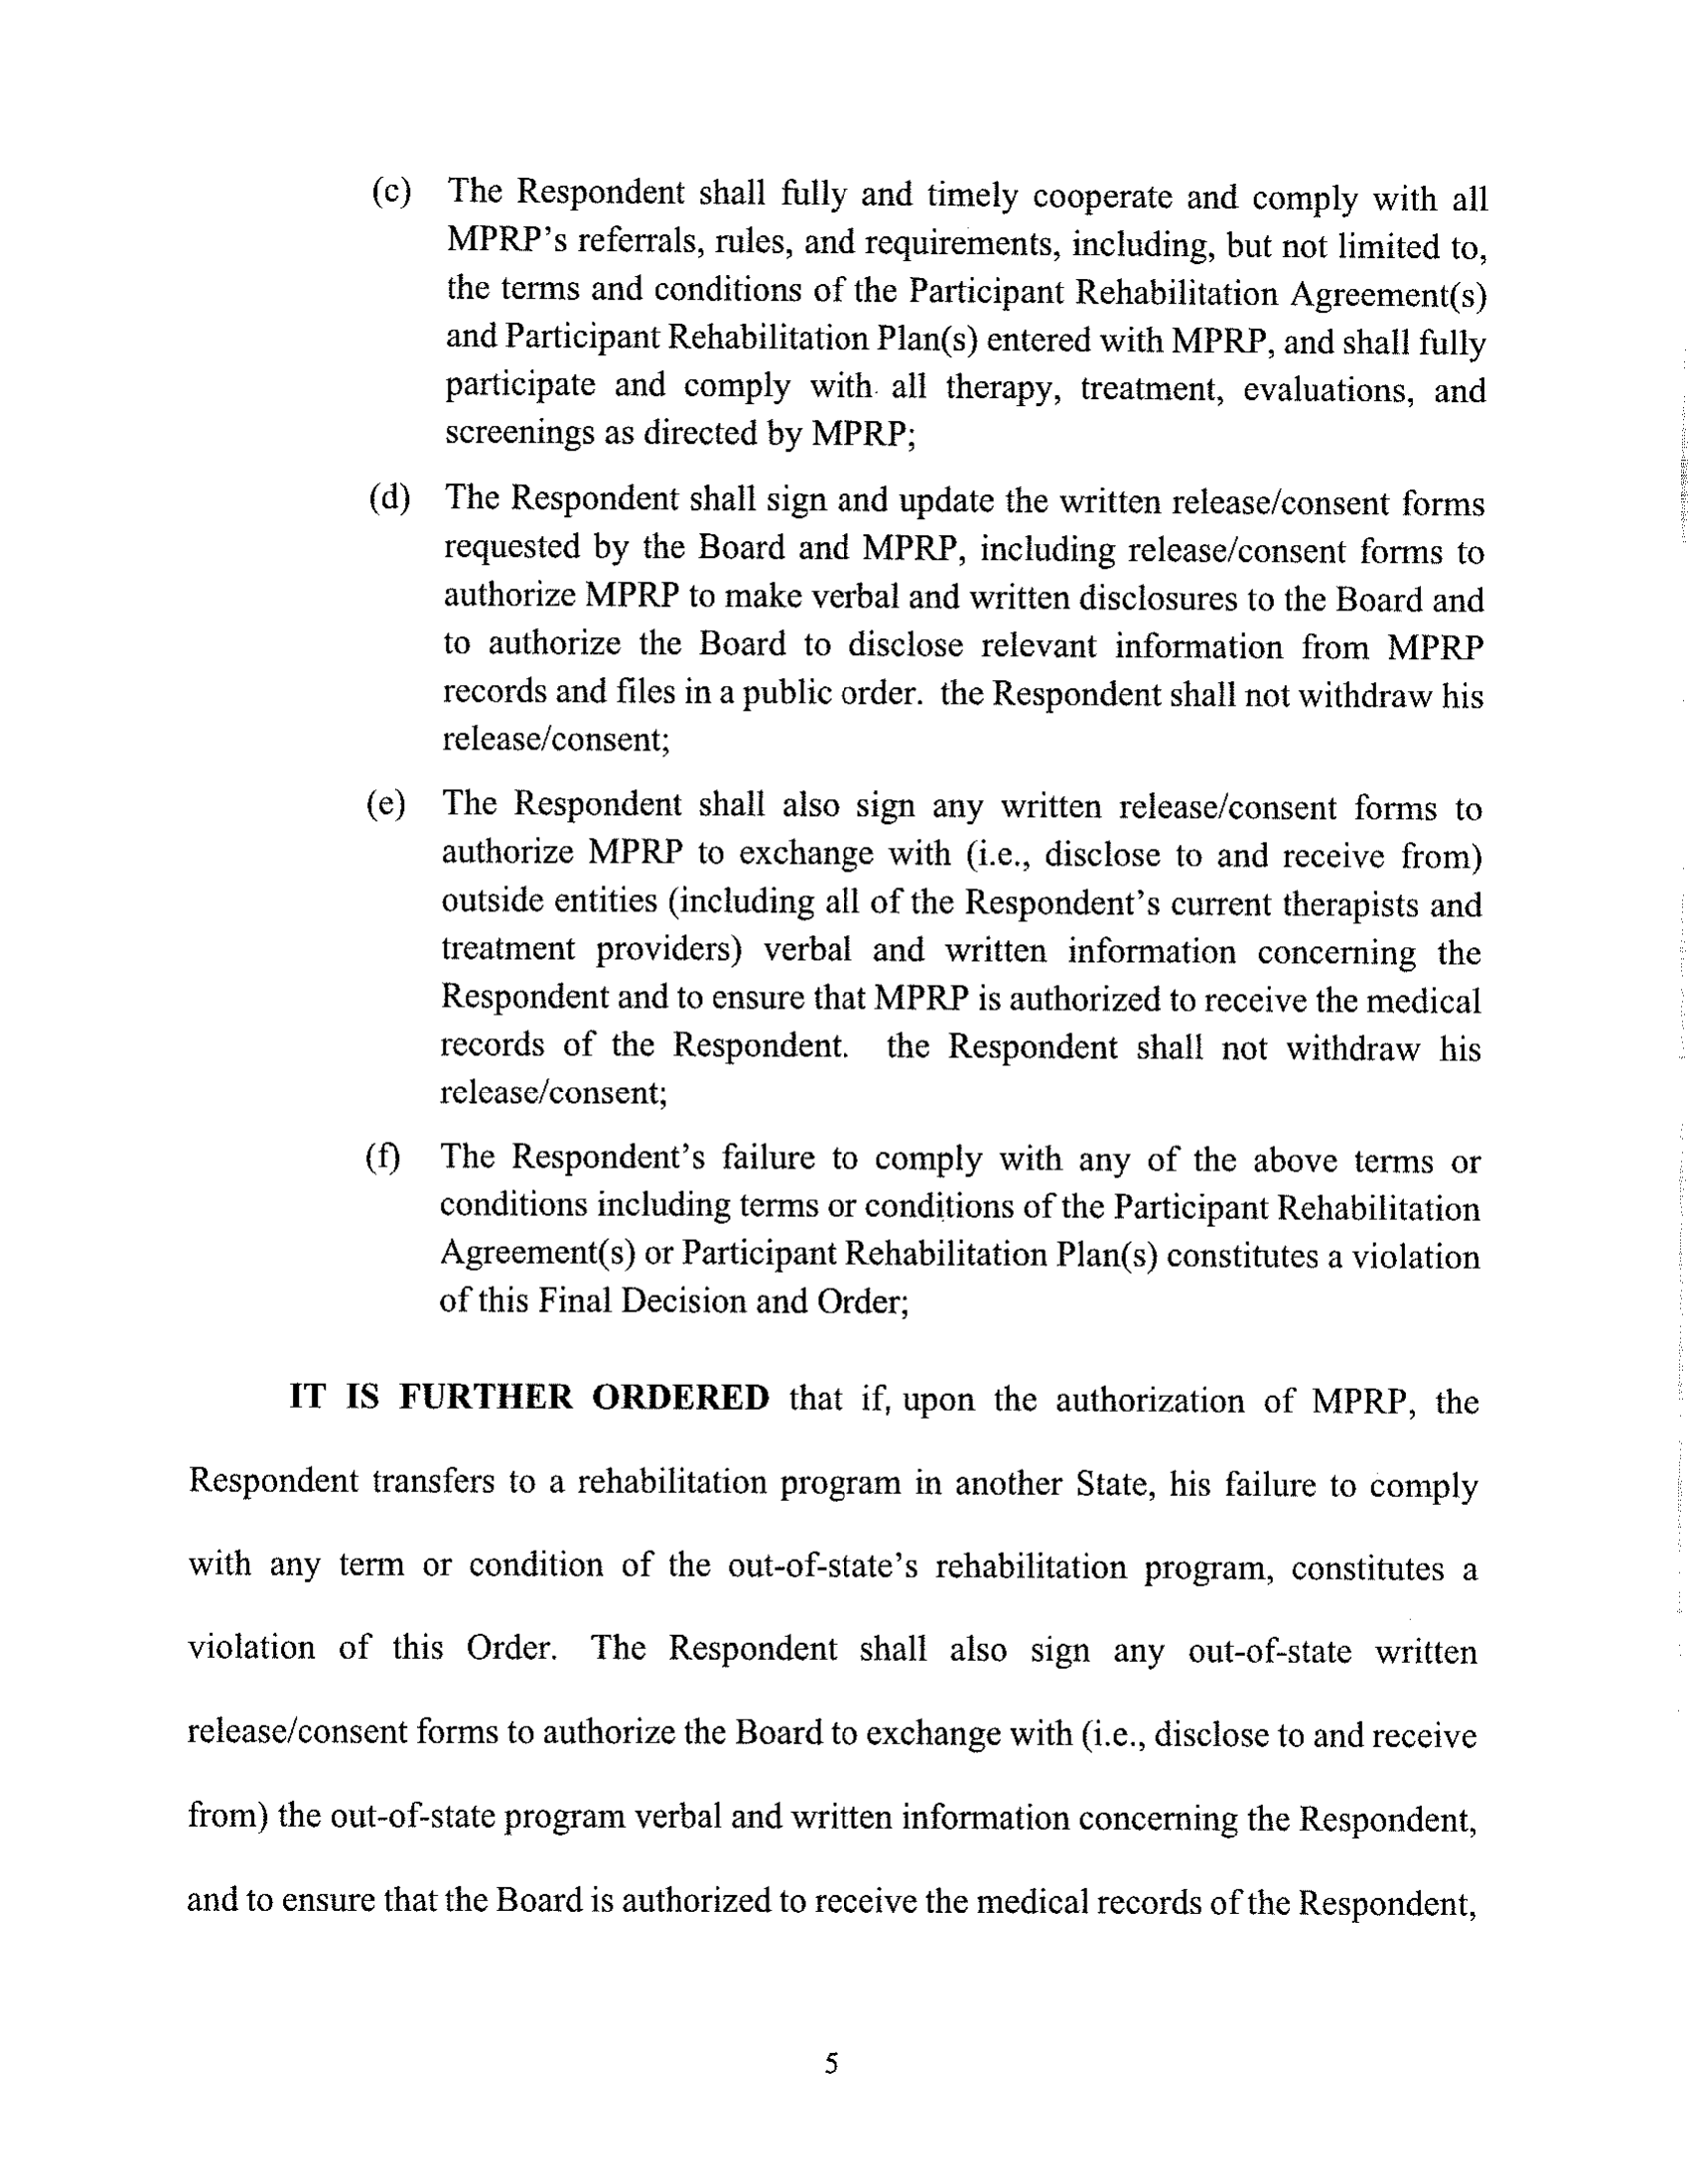 (c) The Respondent shall fully and timely cooperate and comply with all
MPRP's referrals, rules, and requirements, including, but not limited to,
the terms and conditions of the Participant Rehabilitation Agreement(s)
and Participant Rehabilitation Plan(s) entered with MPRP, and shall fully
participate and comply with all therapy, treatment, evaluations, and
screenings as directed by MPRP;
(d) The Respondent shall sign and update the written release/consent forms
requested by the Board and MPRP, including release/consent forms to
authorize MPRP to make verbal and written disclosures to the Board and
to authorize the Board to disclose relevant information from MPRP
records and files in a public order. the Respondent shall not withdraw his
release/consent;
(e) The Respondent shall also sign any written release/consent forms to
authorize MPRP to exchange with (i.e., disclose to and receive from)
outside entities (including all of the Respondent's current therapists and
treatment providers) verbal and written information concerning the
Respondent and to ensure that MPRP is authorized to receive the medical
records of the Respondent. the Respondent shall not withdraw his
release/consent;
(f) The Respondent's failure to comply with any of the above terms or
conditions including terms or conditions of the Participant Rehabilitation
Agreement(s) or Participant Rehabilitation Plan(s) constitutes a violation
of this Final Decision and Order;
IT IS FURTHER ORDERED that if, upon the authorization of MPRP, the
Respondent transfers to a rehabilitation program in another State, his failure to comply
with any term or condition of the out-of-state's rehabilitation program, constitutes a
violation of this Order. The Respondent shall also sign any out-of-state written
release/consent forms to authorize the Board to exchange with (i.e., disclose to and receive
from) the out-of-state program verbal and written information concerning the Respondent,
and to ensure that the Board is authorized to receive the medical records of the Respondent,
5